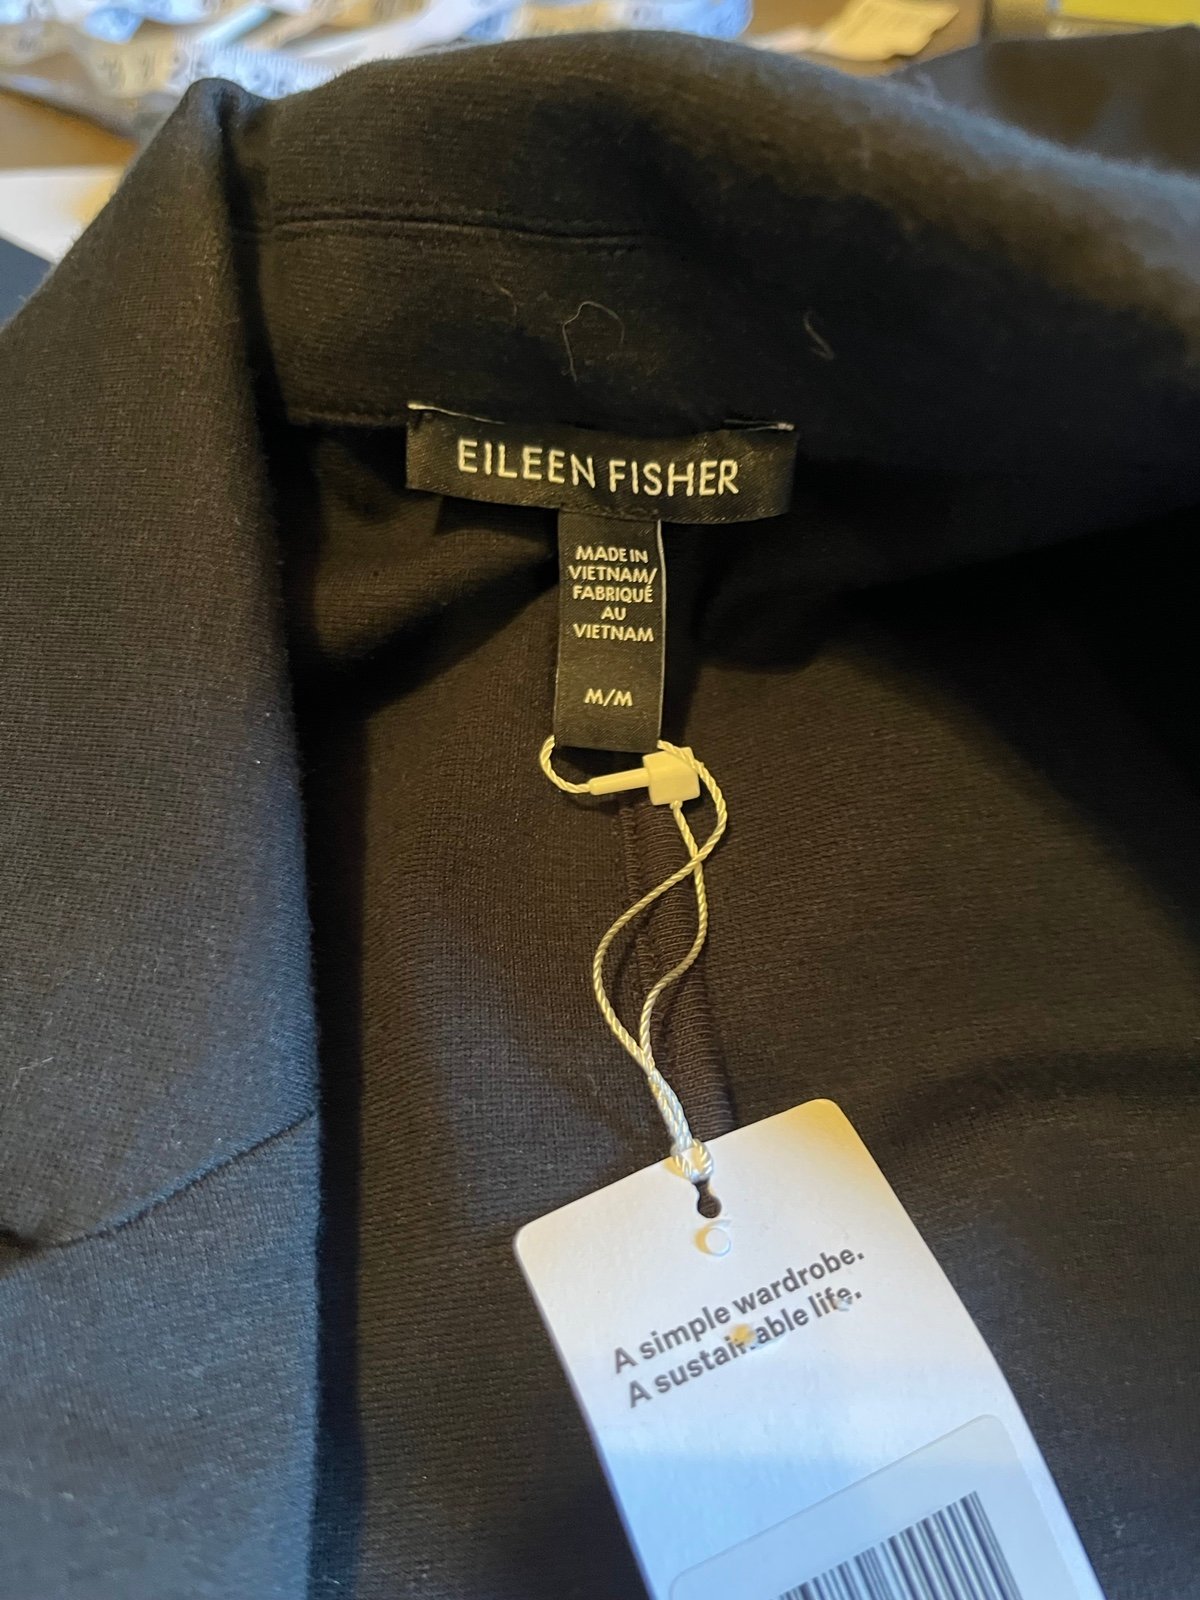 EILEEN FISHER
MADE IN
VIETNAM/
FABRIQUÉ
AU
VIETNAM
M/M
A simple wardrobe.
A sustainable life.